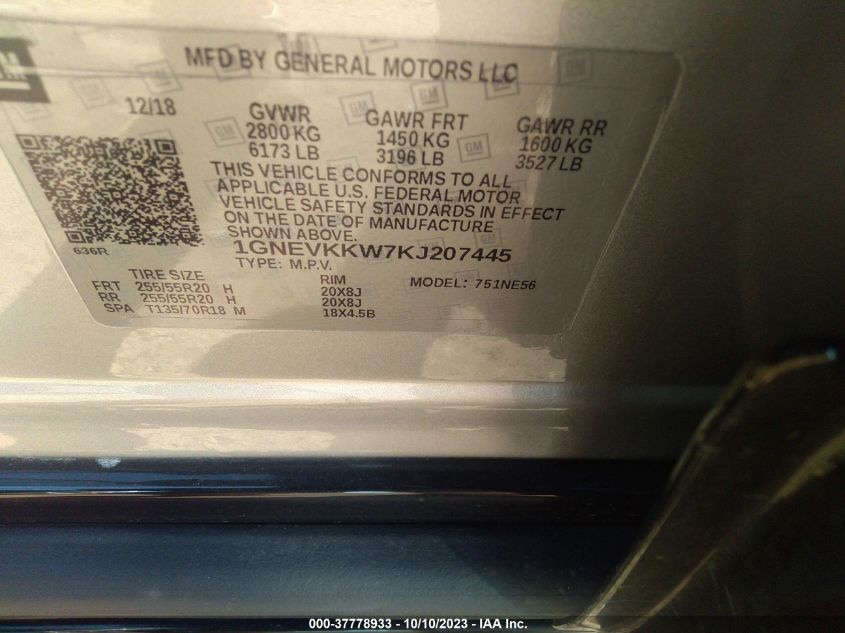 GM
MFD BY GENERAL MOTORS LLC
12/18 GVWR GAWR FRT GAWR RR
2800 KG 1450 KG 1600 KG
6173 LB 3196 LB 3527 LB
THIS VEHICLE CONFORMS TO ALL
APPLICABLE U.S. FEDERAL MOTOR
VEHICLE SAFETY STANDARDS IN EFFECT
ON THE DATE OF MANUFACTURE
SHOWN ABOVE.
636R
1GNEVKKW7KJ207445
TYPE: M.P.V.
TIRE SIZE RIM MODEL: 751NE56
FRT 255/55R20 H 20X8J
RR 255/55R20 H 20X8J
SPA T135/70R18 M 18X4.5B
000-37778933 - 10/10/2023 - IAA Inc.